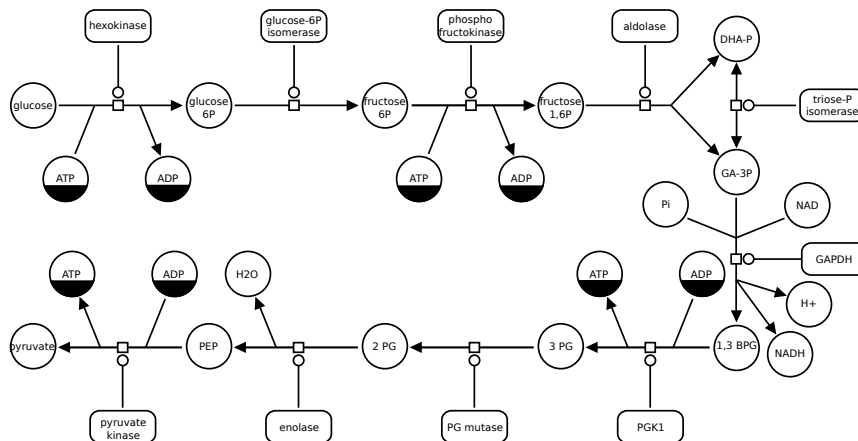 hexokinase
glucose-6P
isomerase
phospho
fructokinase
aldolase
DHA-P
glucose
glucose
6P
fructose
6P
fructose
1,6P
triose-P
isomerase
ATP
ADP
ATP
ADP
GA-3P
Pi
NAD
GAPDH
ATP
ADP
H2O
ATP
ADP
H+
pyruvate
PEP
2 PG
3 PG
1,3 BPG
NADH
pyruvate
kinase
enolase
PG mutase
PGK1